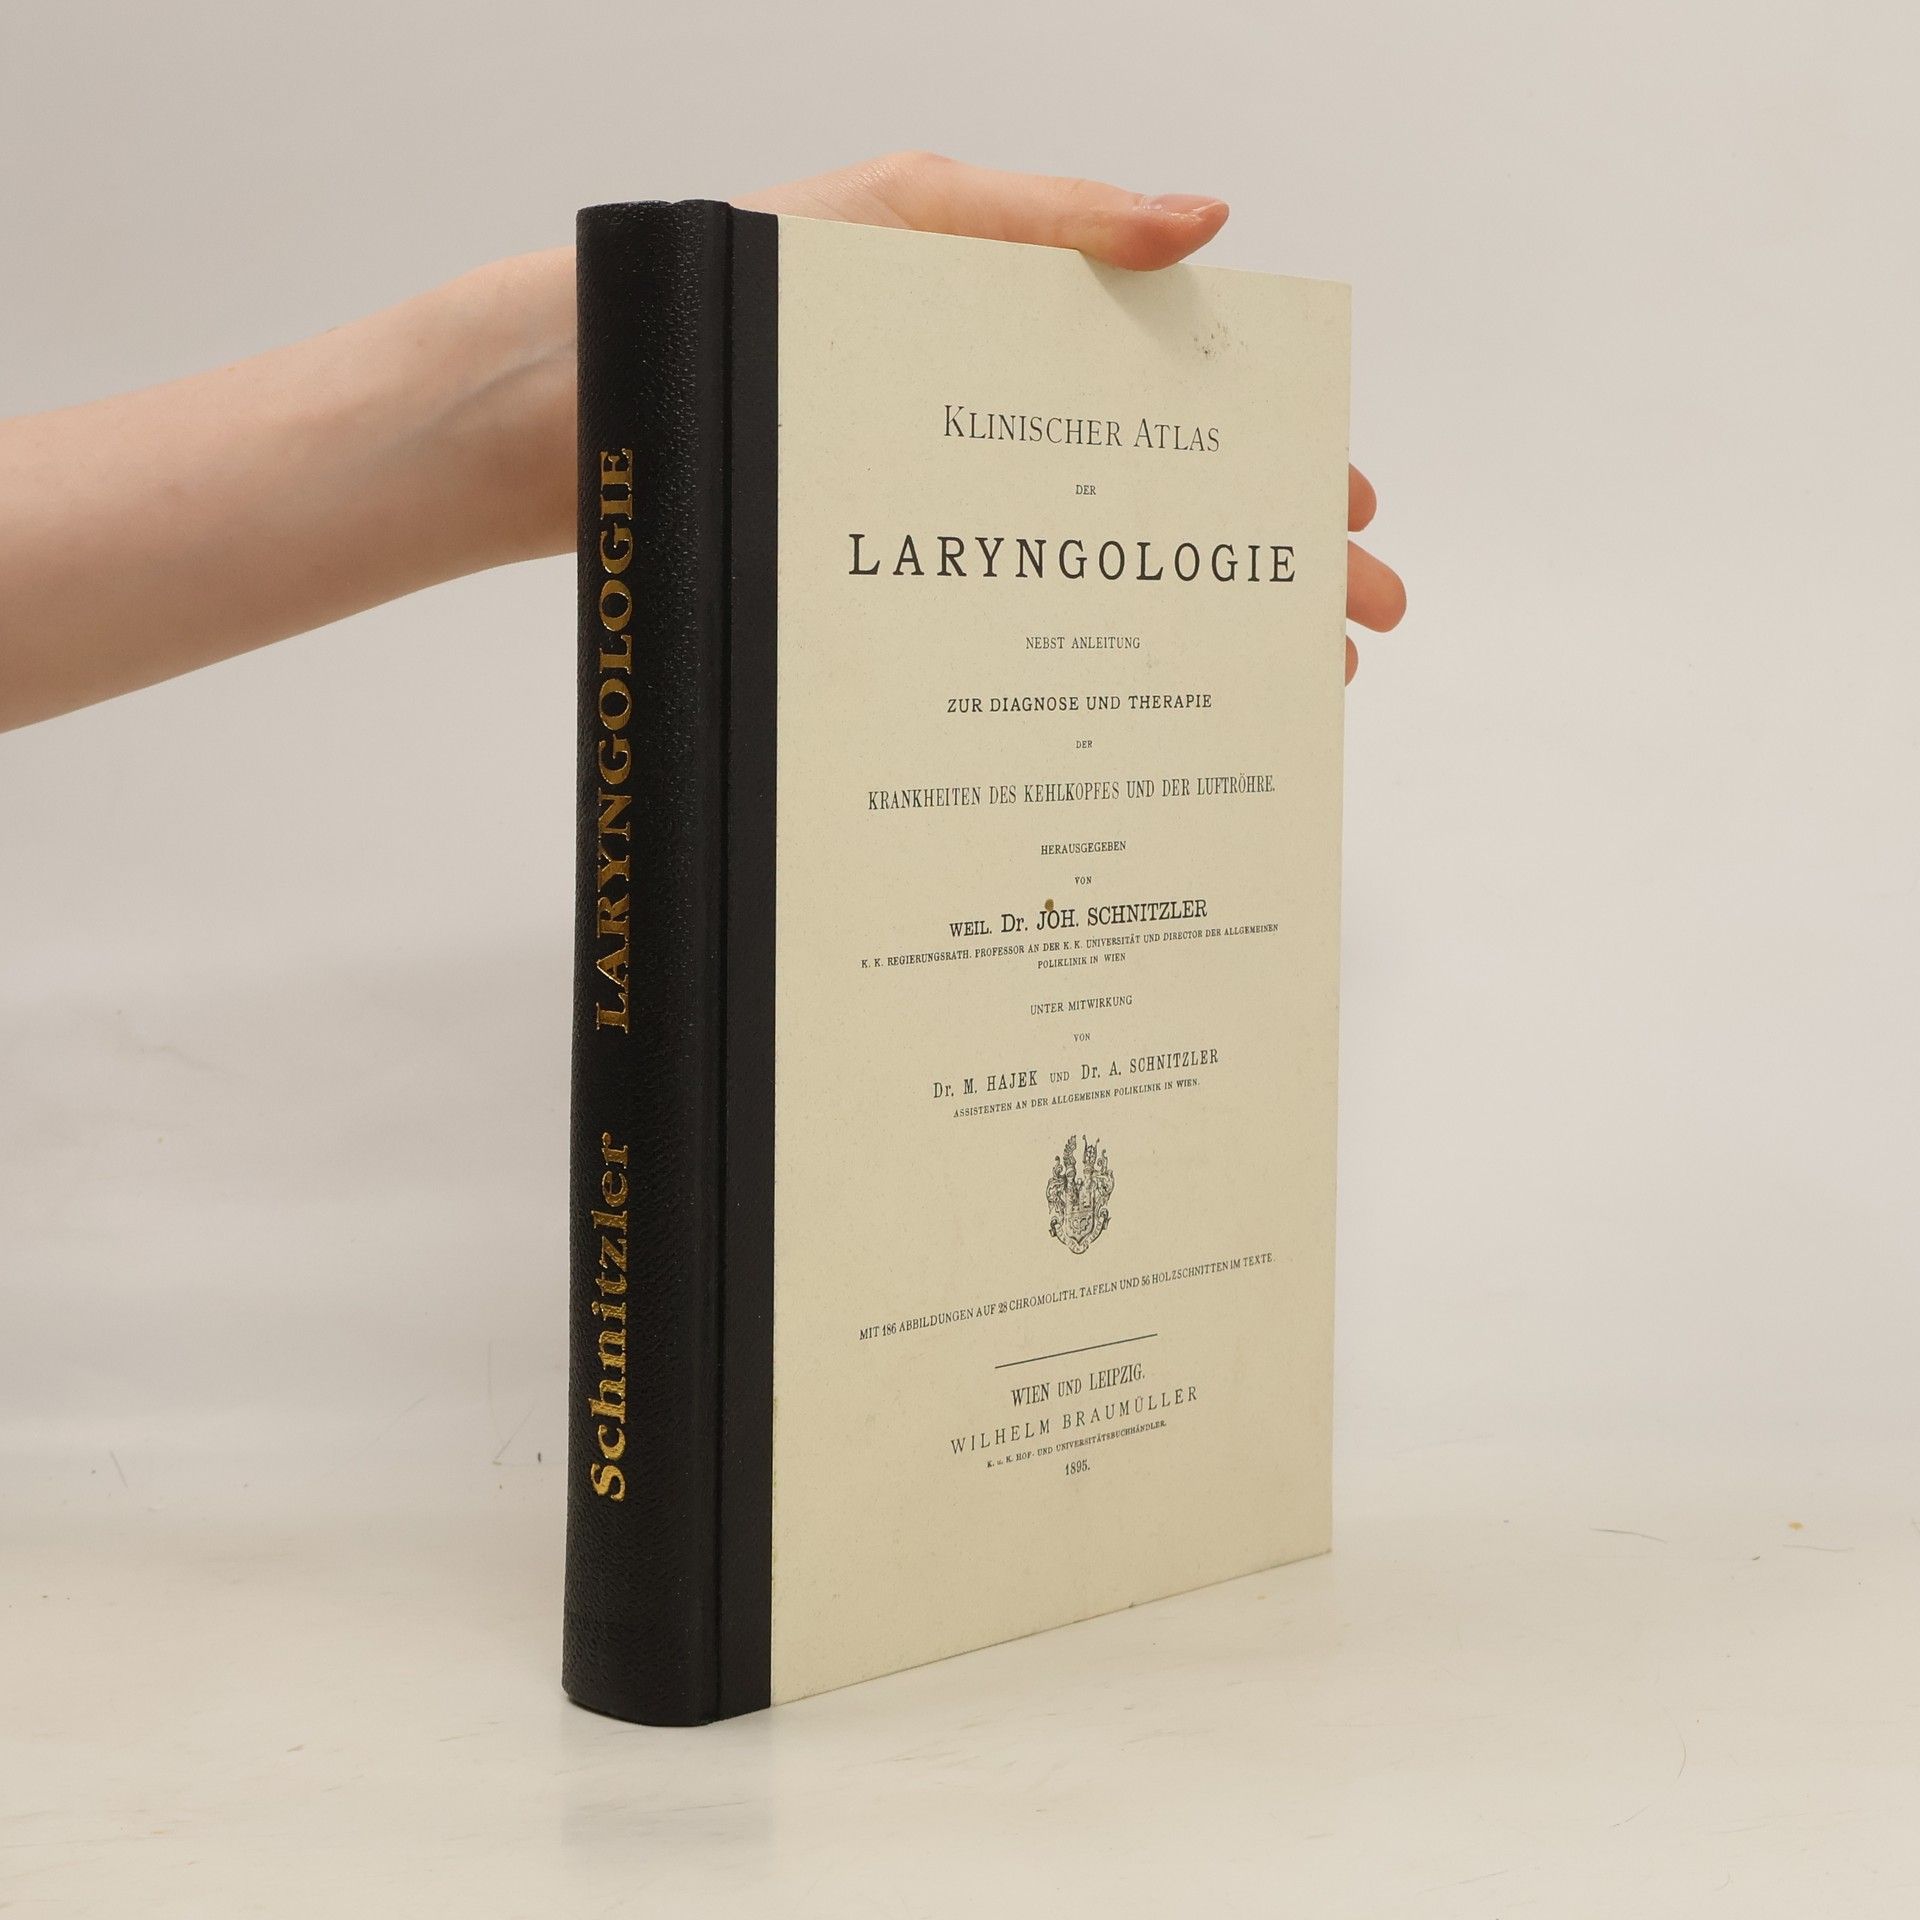 Schnitzler LARYNGOLOGIE
KLINISCHER ATLAS
DER
LARYNGOLOGIE
NEBST ANLEITUNG
ZUR DIAGNOSE UND THERAPIE
DER
KRANKHEITEN DES KEHLKOPFES UND DER LUFTRÖHRE.
HERAUSGEGEBEN
VON
WEIL. Dr. JOH. SCHNITZLER
K. K. REGIERUNGSRATH, PROFESSOR AN DER K. K. UNIVERSITÄT UND DIRECTOR DER ALLGEMEINEN
POLIKLINIK IN WIEN
UNTER MITWIRKUNG
VON
Dr. M. HAJEK UND Dr. A. SCHNITZLER
ASSISTENTEN AN DER ALLGEMEINEN POLIKLINIK IN WIEN.
MIT 186 ABBILDUNGEN AUF 28 CHROMOLITH. TAFELN UND 56 HOLZSCHNITTEN IM TEXTE.
WIEN UND LEIPZIG.
WILHELM BRAUMÜLLER
K. u. K. HOF- UND UNIVERSITÄTSBUCHHÄNDLER.
1895.